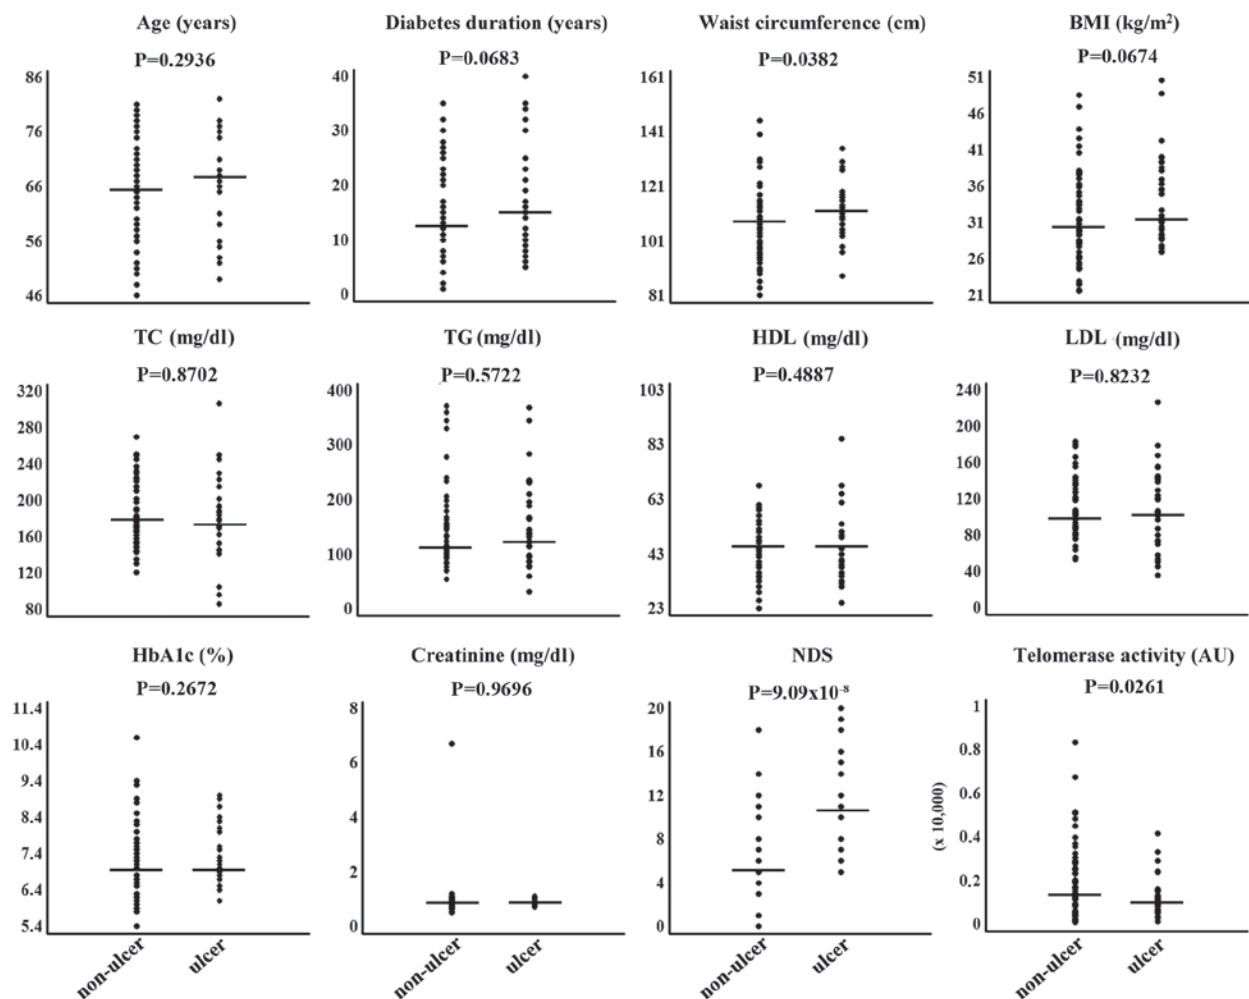 Age (years)
P=0.2936
86
76
66
56
46
Diabetes duration (years)
P=0.0683
40
30
20
10
0
Waist circumference (cm)
P=0.0382
161
141
121
101
81
BMI (kg/m²)
P=0.0674
51
46
41
36
31
26
21
TC (mg/dl)
P=0.8702
320
280
240
200
160
120
80
TG (mg/dl)
P=0.5722
400
300
200
100
0
HDL (mg/dl)
P=0.4887
103
83
63
43
23
LDL (mg/dl)
P=0.8232
240
200
160
120
80
40
0
HbA1c (%)
P=0.2672
11.4
10.4
9.4
8.4
7.4
6.4
5.4
non-ulcer
ulcer
Creatinine (mg/dl)
P=0.9696
8
6
4
2
0
non-ulcer
ulcer
NDS
P=9.09x10⁻⁸
20
16
12
8
4
0
non-ulcer
ulcer
Telomerase activity (AU)
P=0.0261
(x 10,000)
1
0.8
0.6
0.4
0.2
0
non-ulcer
ulcer